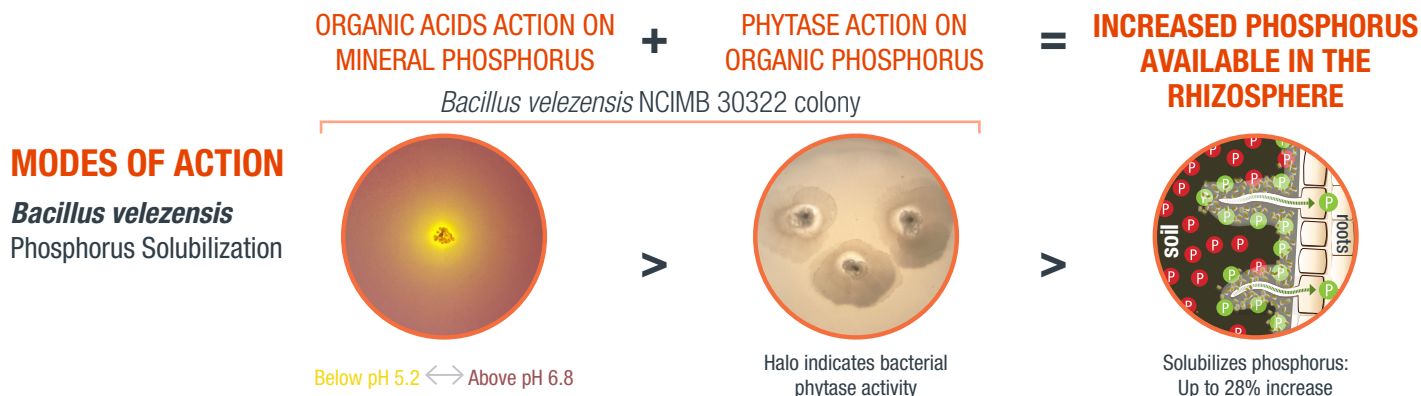 ORGANIC ACIDS ACTION ON
MINERAL PHOSPHORUS
+
PHYTASE ACTION ON
ORGANIC PHOSPHORUS
=
INCREASED PHOSPHORUS
AVAILABLE IN THE
RHIZOSPHERE
Bacillus velezensis NCIMB 30322 colony
MODES OF ACTION
Bacillus velezensis
Phosphorus Solubilization
>
>
soil
roots
P
Below pH 5.2 ⟷ Above pH 6.8
Halo indicates bacterial
phytase activity
Solubilizes phosphorus:
Up to 28% increase